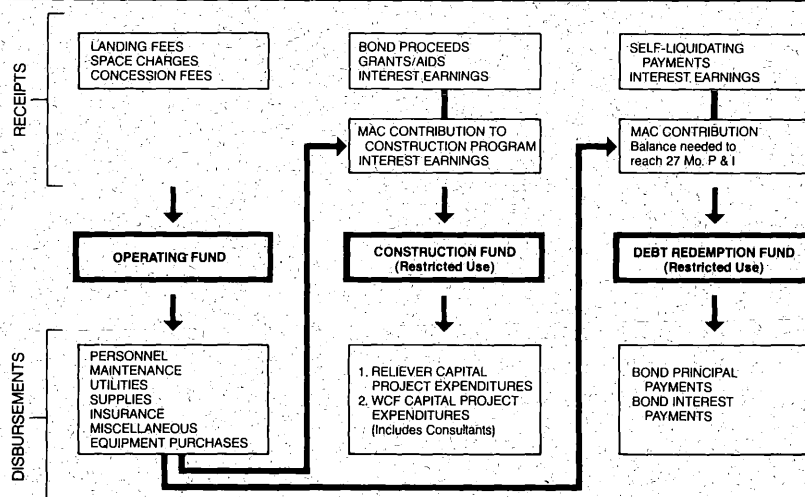 RECEIPTS
LANDING FEES
SPACE CHARGES
CONCESSION FEES
BOND PROCEEDS
GRANTS/AIDS
INTEREST EARNINGS
SELF-LIQUIDATING
PAYMENTS
INTEREST EARNINGS
MAC CONTRIBUTION TO
CONSTRUCTION PROGRAM
INTEREST EARNINGS
MAC CONTRIBUTION
Balance needed to
reach 27 Mo. P & I
OPERATING FUND
CONSTRUCTION FUND
(Restricted Use)
DEBT REDEMPTION FUND
(Restricted Use)
DISBURSEMENTS
PERSONNEL
MAINTENANCE
UTILITIES
SUPPLIES
INSURANCE
MISCELLANEOUS
EQUIPMENT PURCHASES
1. RELIEVER CAPITAL
PROJECT EXPENDITURES
2. WCF CAPITAL PROJECT
EXPENDITURES
(Includes Consultants)
BOND PRINCIPAL
PAYMENTS
BOND INTEREST
PAYMENTS